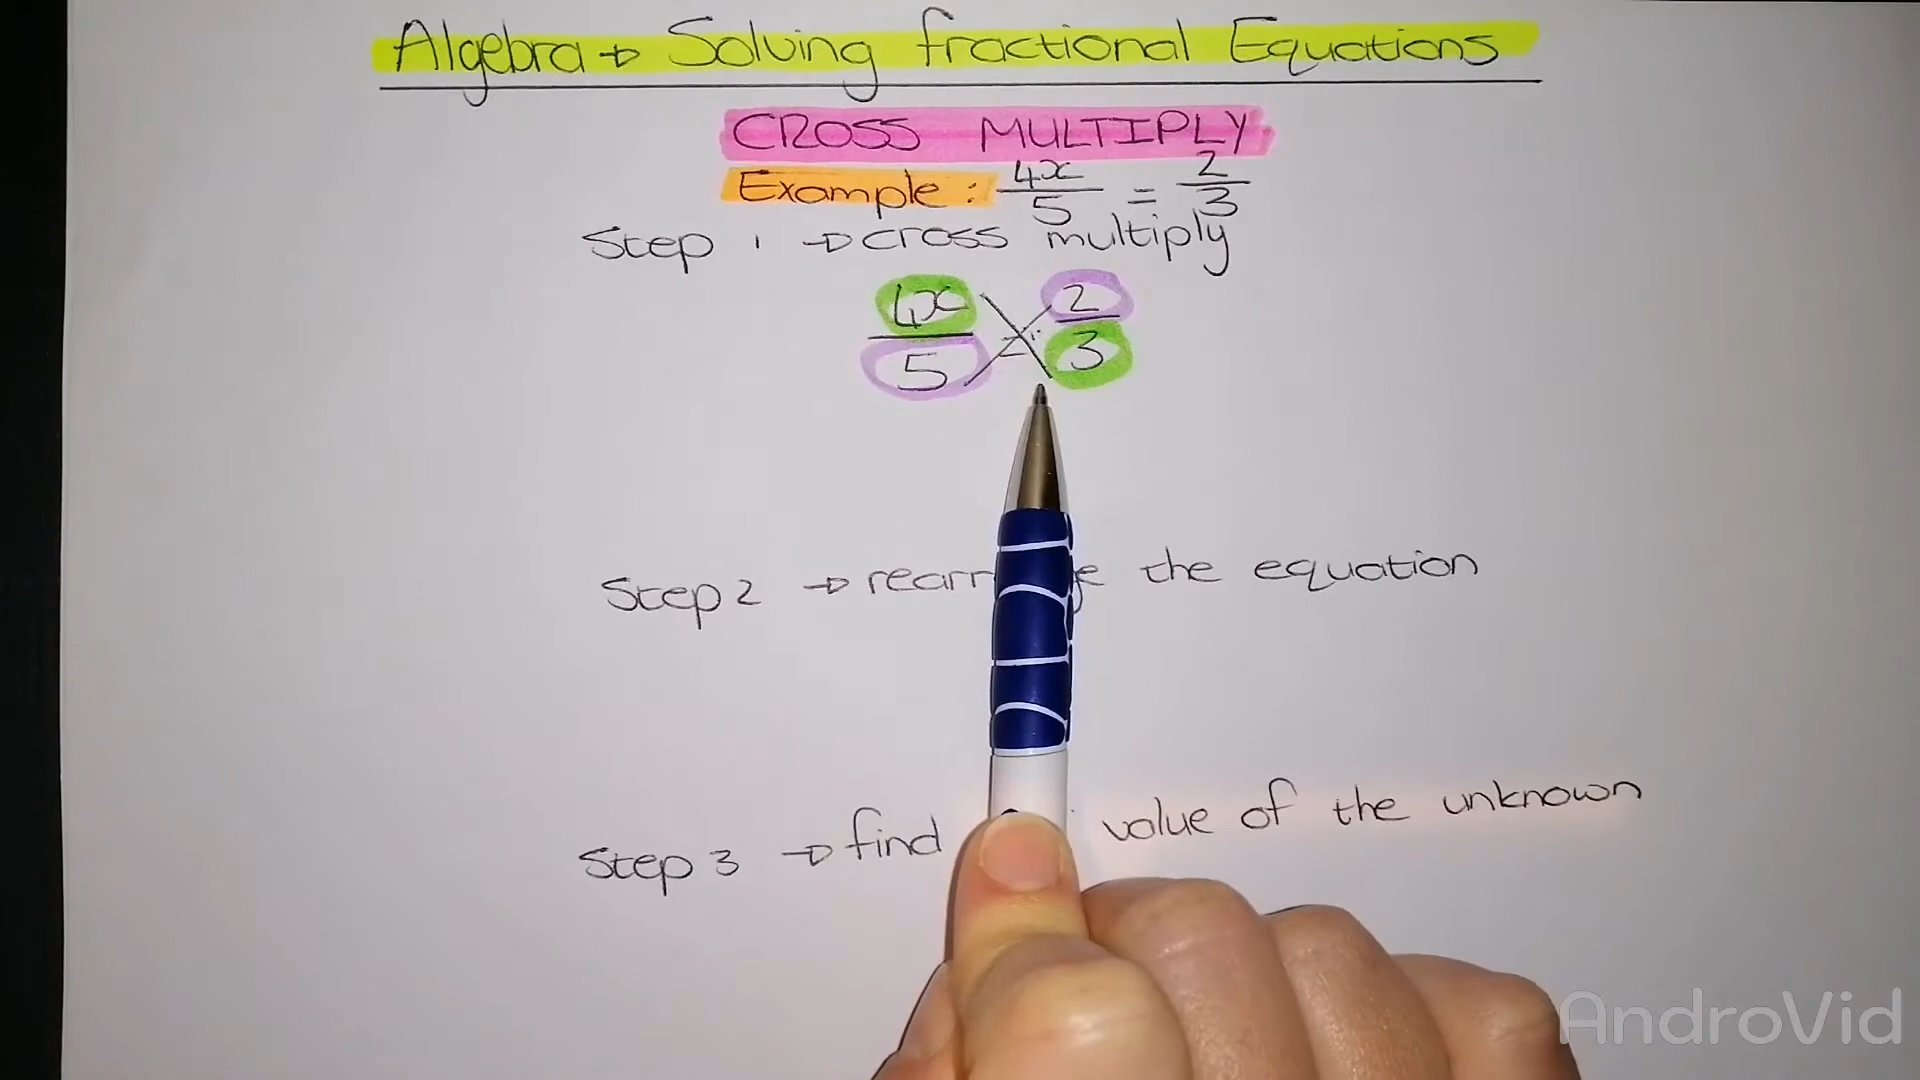 Algebra → Solving fractional Equations
CROSS MULTIPLY
Example: 4x/5 = 2/3
Step 1 → cross multiply
4x/5 = 2/3
Step 2 → the equation
Step 3 → find value of the unknown
AndroVid